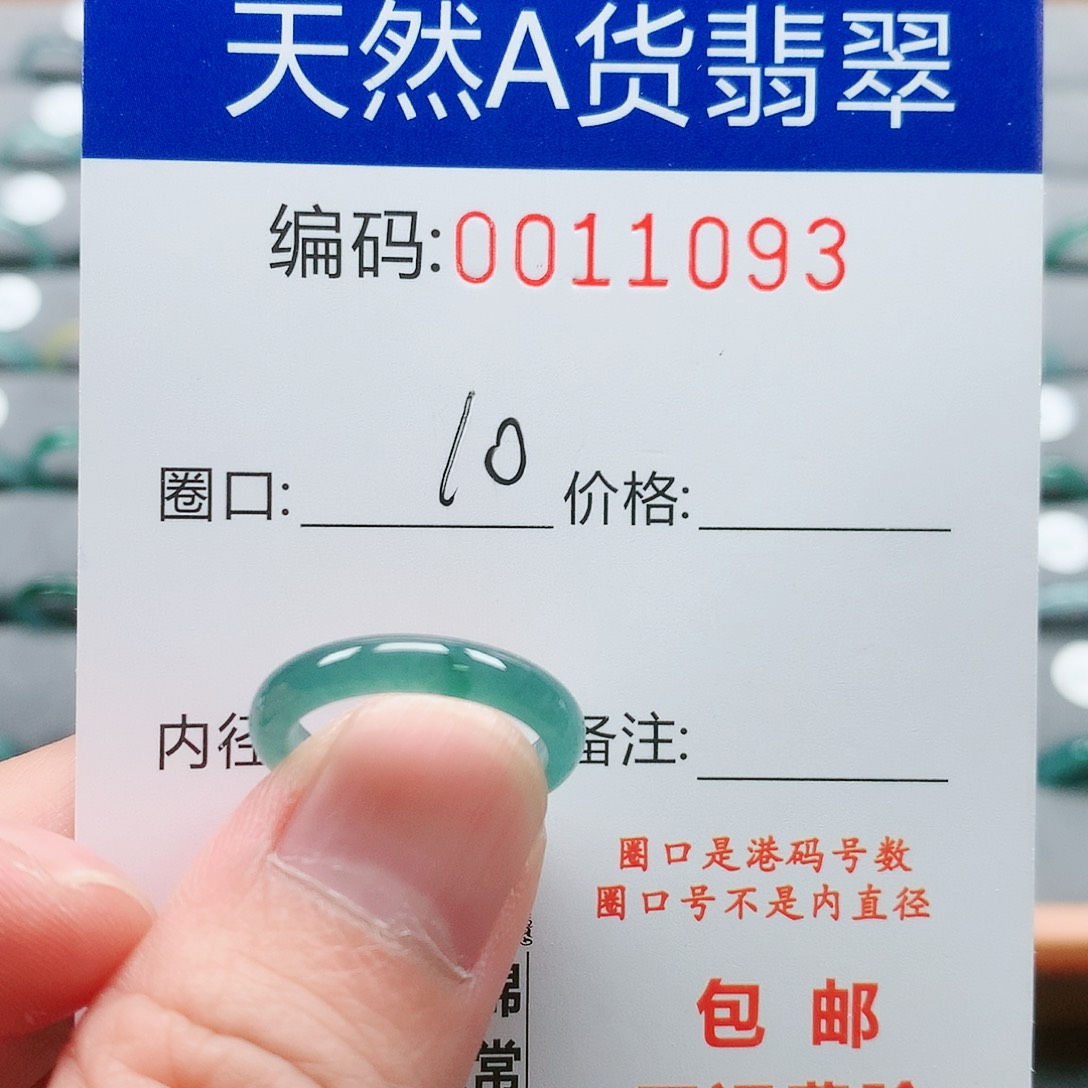 天然A货翡翠
编码:0011093
圈口: 10 价格:
内径 备注:
圈口是港码号数
圈口号不是内直径
包邮
常